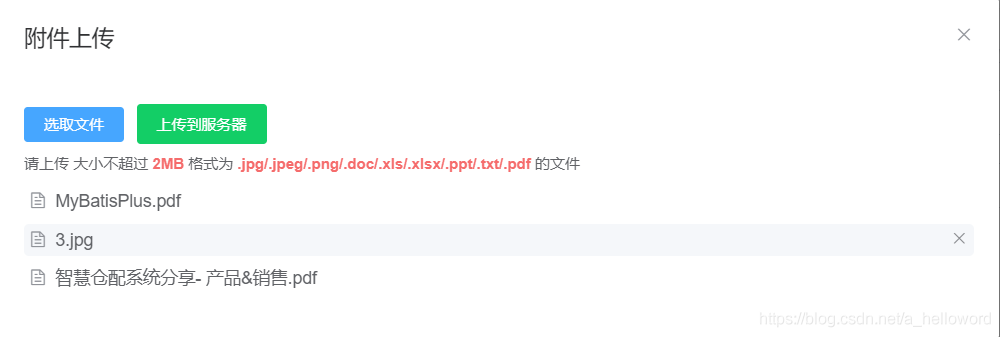 附件上传
选取文件 上传到服务器
请上传 大小不超过 2MB 格式为 .jpg/.jpeg/.png/.doc/.xls/.xlsx/.ppt/.txt/.pdf 的文件
MyBatisPlus.pdf
3.jpg
智慧仓配系统分享- 产品&销售.pdf
https://blog.csdn.net/a_helloword